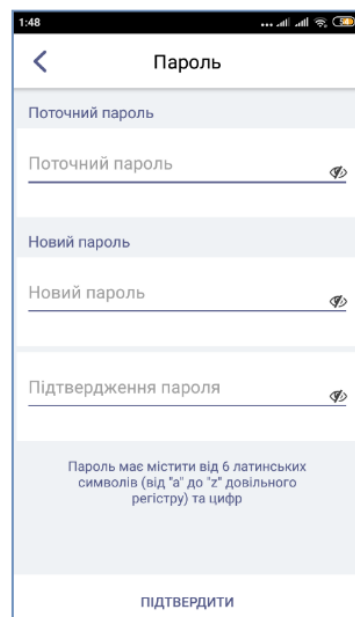 1:48
Пароль
Поточний пароль
Поточний пароль
Новий пароль
Новий пароль
Підтвердження пароля
Пароль має містити від 6 латинських
символів (від "a" до "z" довільного
регістру) та цифр
ПІДТВЕРДИТИ